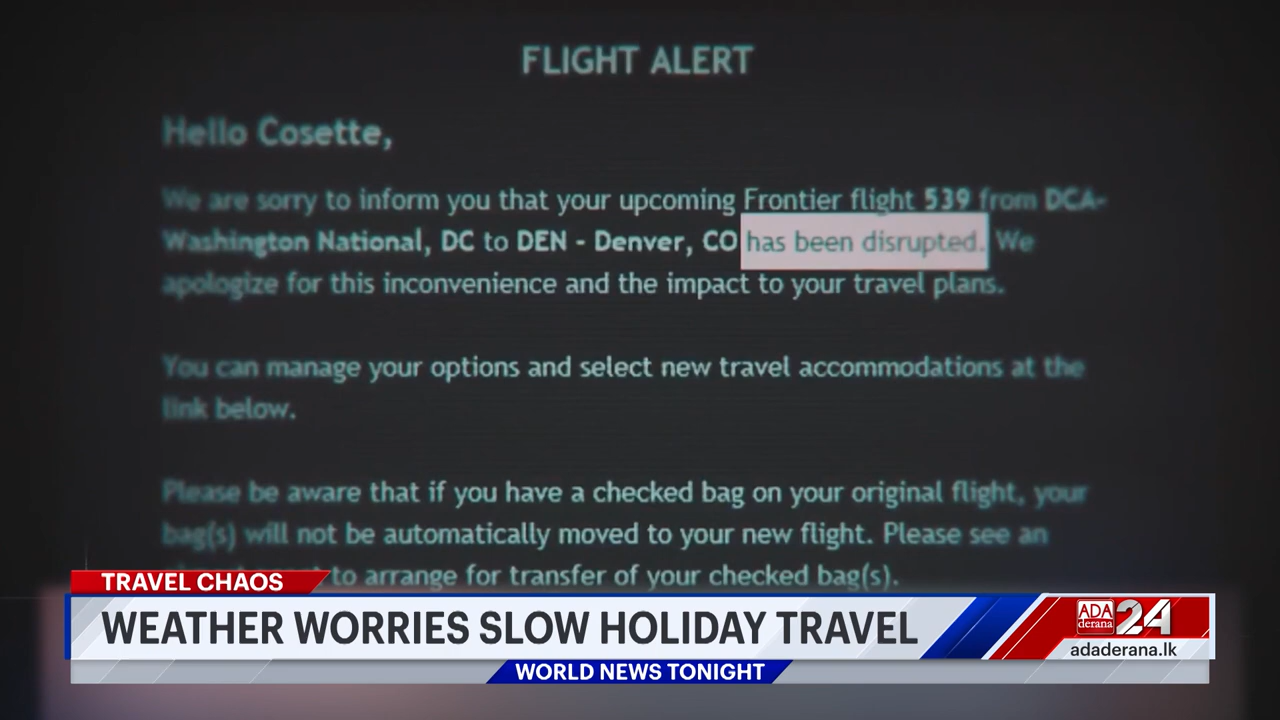 FLIGHT ALERT
Hello Cosette,
We are sorry to inform you that your upcoming Frontier flight 539 from DCA-
Washington National, DC to DEN - Denver, CO has been disrupted. We
apologize for this inconvenience and the impact to your travel plans.
You can manage your options and select new travel accommodations at the
link below.
Please be aware that if you have a checked bag on your original flight, your
bag(s) will not be automatically moved to your new flight. Please see an
to arrange for transfer of your checked bag(s).
TRAVEL CHAOS
WEATHER WORRIES SLOW HOLIDAY TRAVEL
ADA
derana
24
adaderana.lk
WORLD NEWS TONIGHT